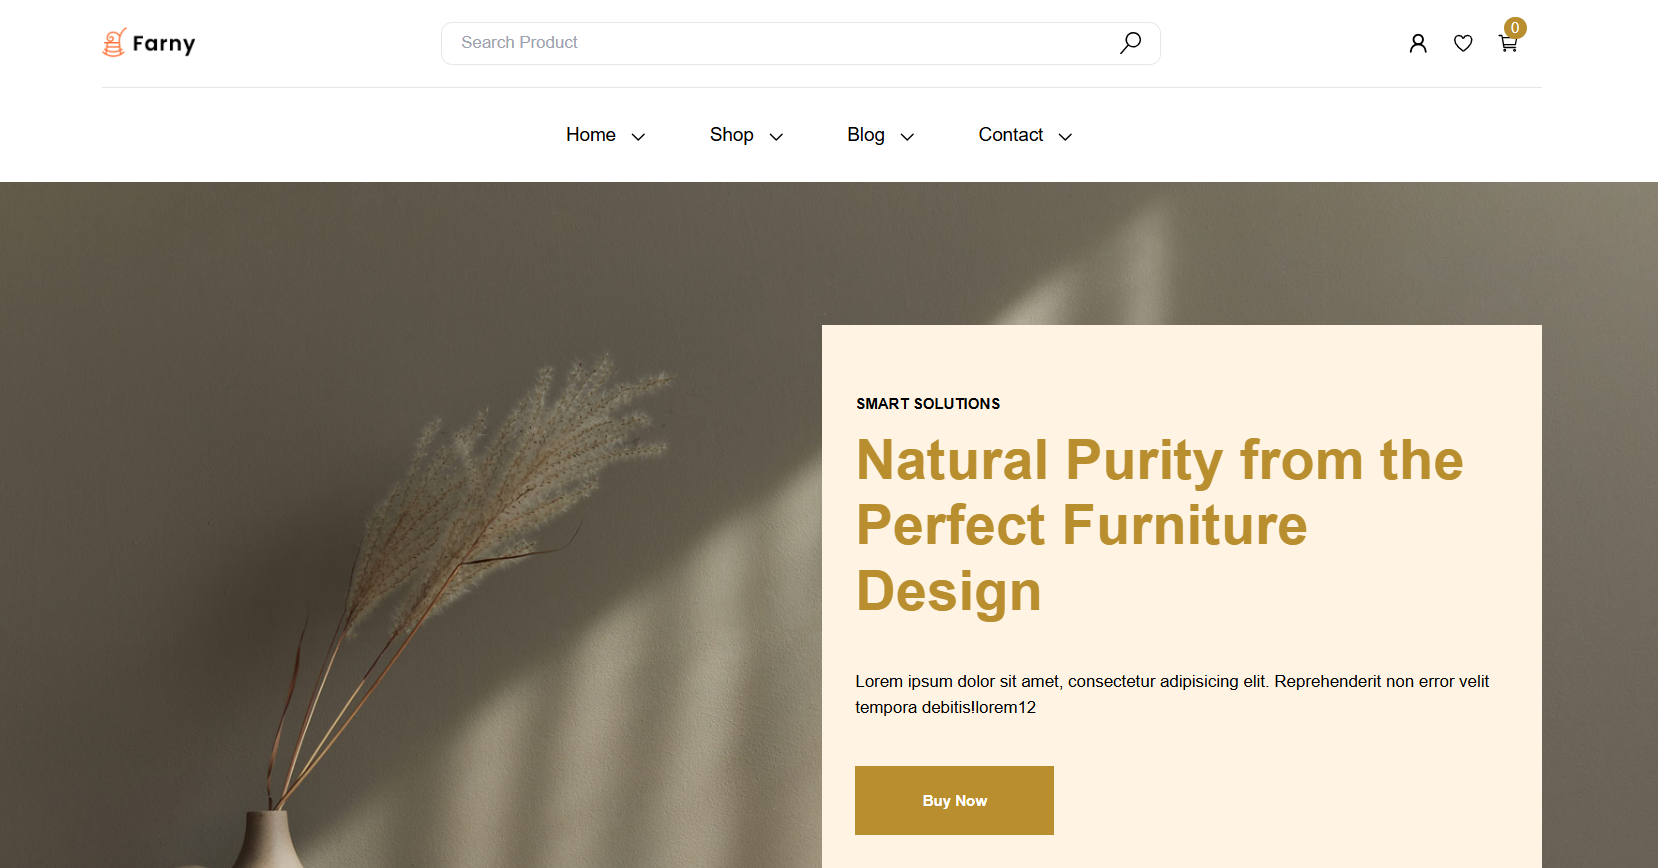 Farny
Search Product
0
Home
Shop
Blog
Contact
SMART SOLUTIONS
Natural Purity from the
Perfect Furniture
Design
Lorem ipsum dolor sit amet, consectetur adipisicing elit. Reprehenderit non error velit
tempora debitis!lorem12
Buy Now